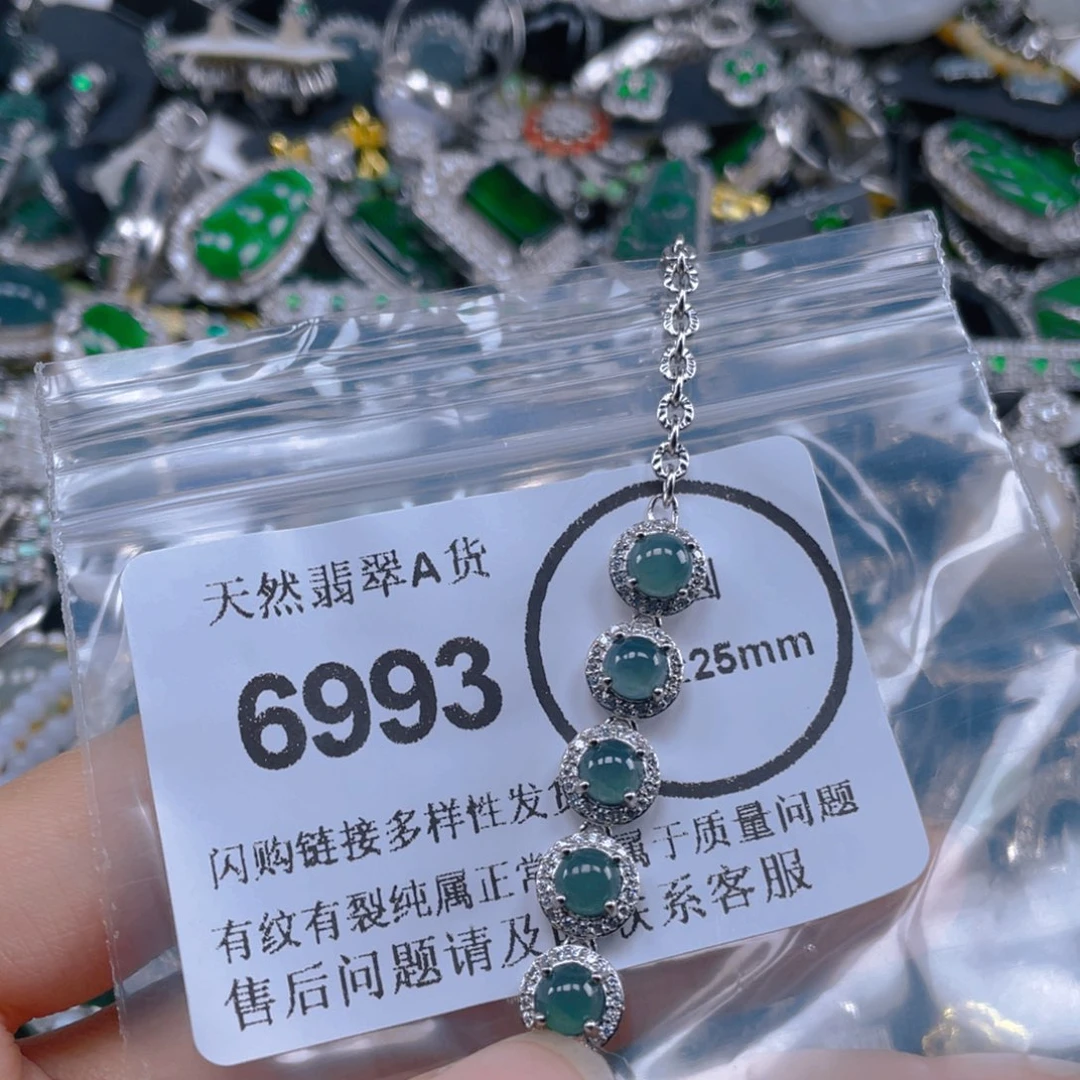 天然翡翠A货
6993
25mm
闪购链接多样性发
有纹有裂纯属正常 属于质量问题
售后问题请及 联系客服